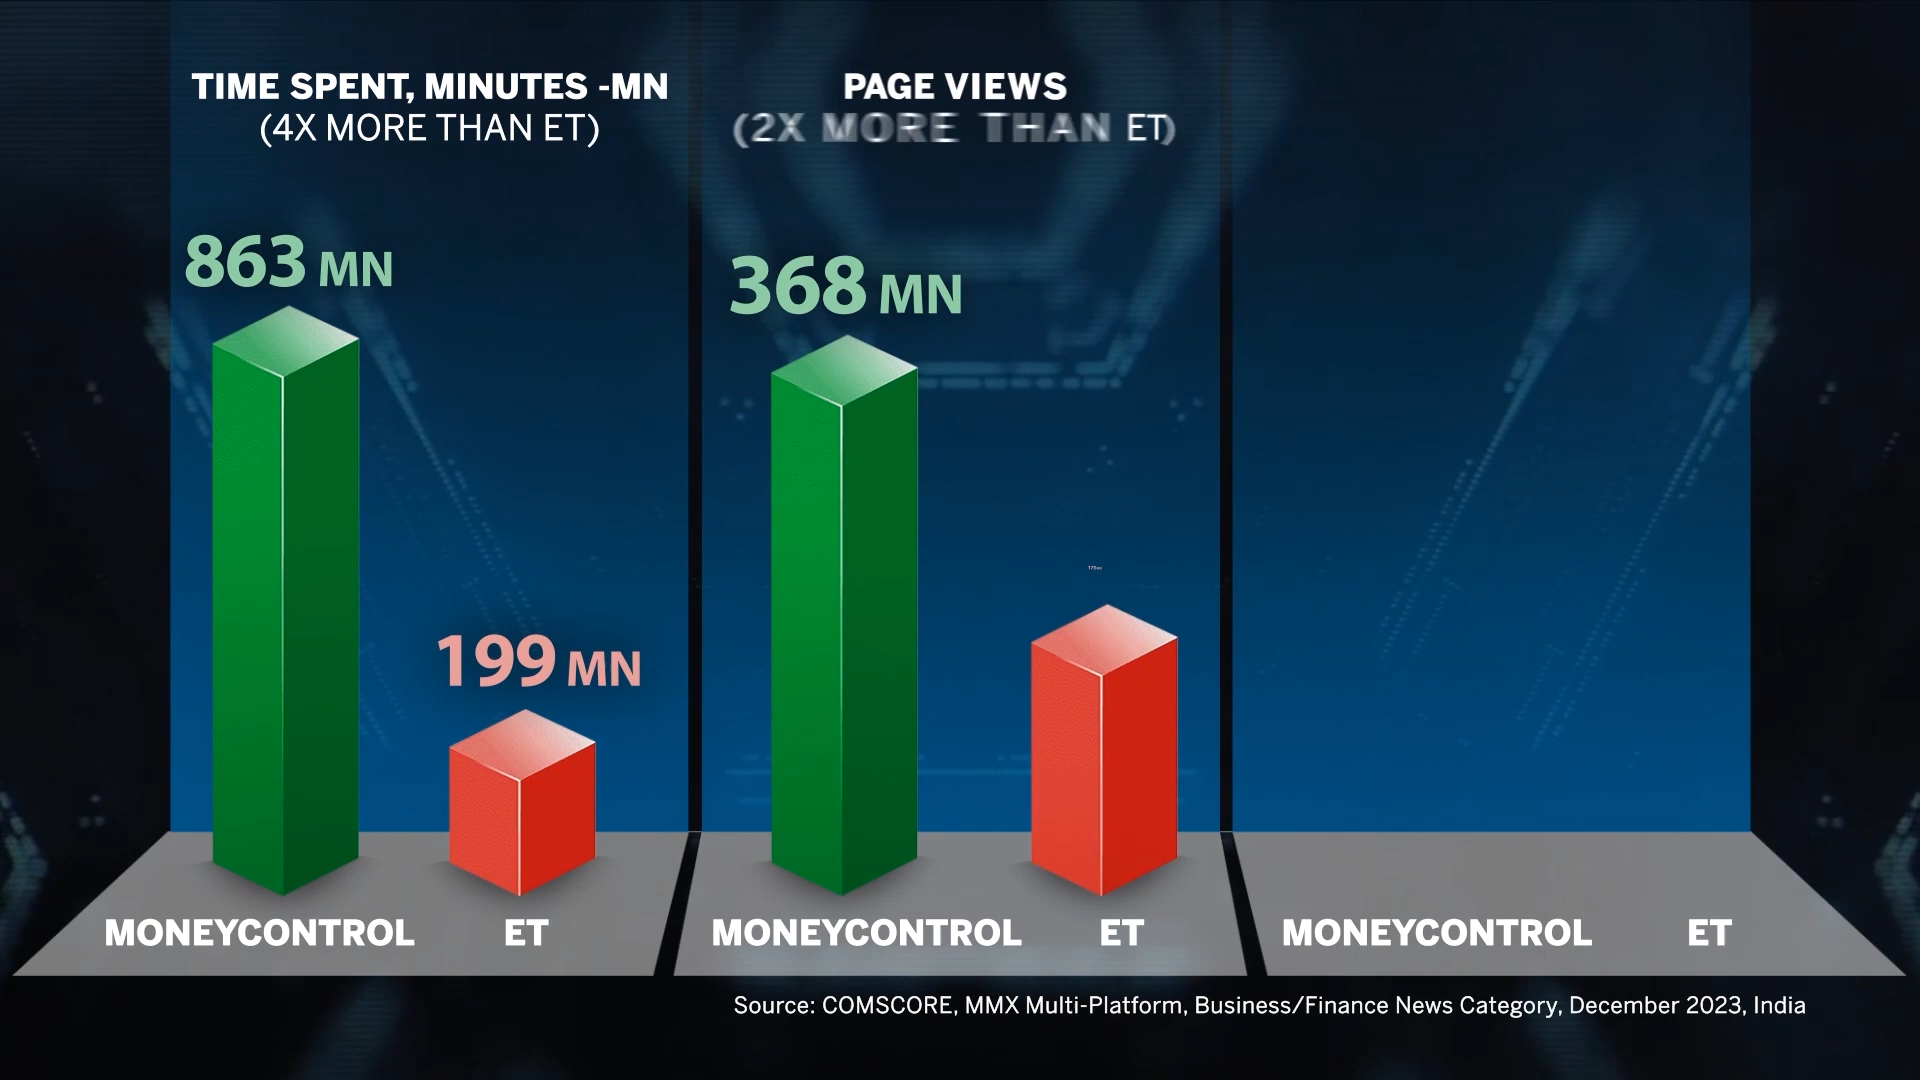 TIME SPENT, MINUTES -MN
(4X MORE THAN ET)
863 MN
199 MN
MONEYCONTROL
ET
PAGE VIEWS
(2X MORE THAN ET)
368 MN
MONEYCONTROL
ET
MONEYCONTROL
ET
Source: COMSCORE, MMX Multi-Platform, Business/Finance News Category, December 2023, India